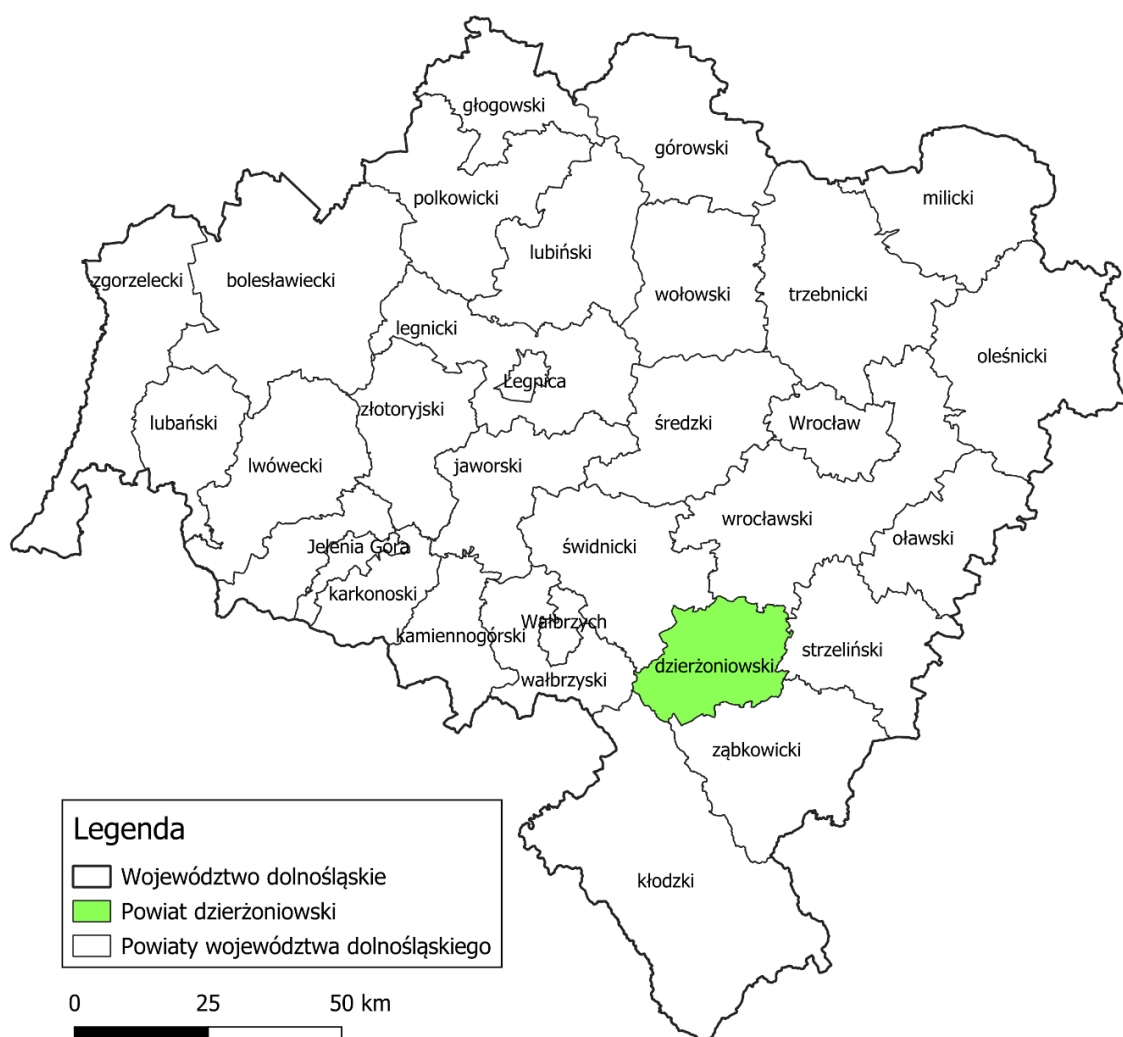 głogowski
górowski
milicki
polkowicki
lubiński
zgorzelecki
bolesławiecki
wołowski
trzebnicki
legnicki
oleśnicki
Legnica
złotoryjski
lubański
średzki
Wrocław
lwówecki
jaworski
wrocławski
oławski
Jelenia Góra
świdnicki
karkonoski
Wałbrzych
kamiennogórski
strzeliński
dzierżoniowski
wałbrzyski
ząbkowicki
kłodzki
Legenda
Województwo dolnośląskie
Powiat dzierżoniowski
Powiaty województwa dolnośląskiego
0 25 50 km